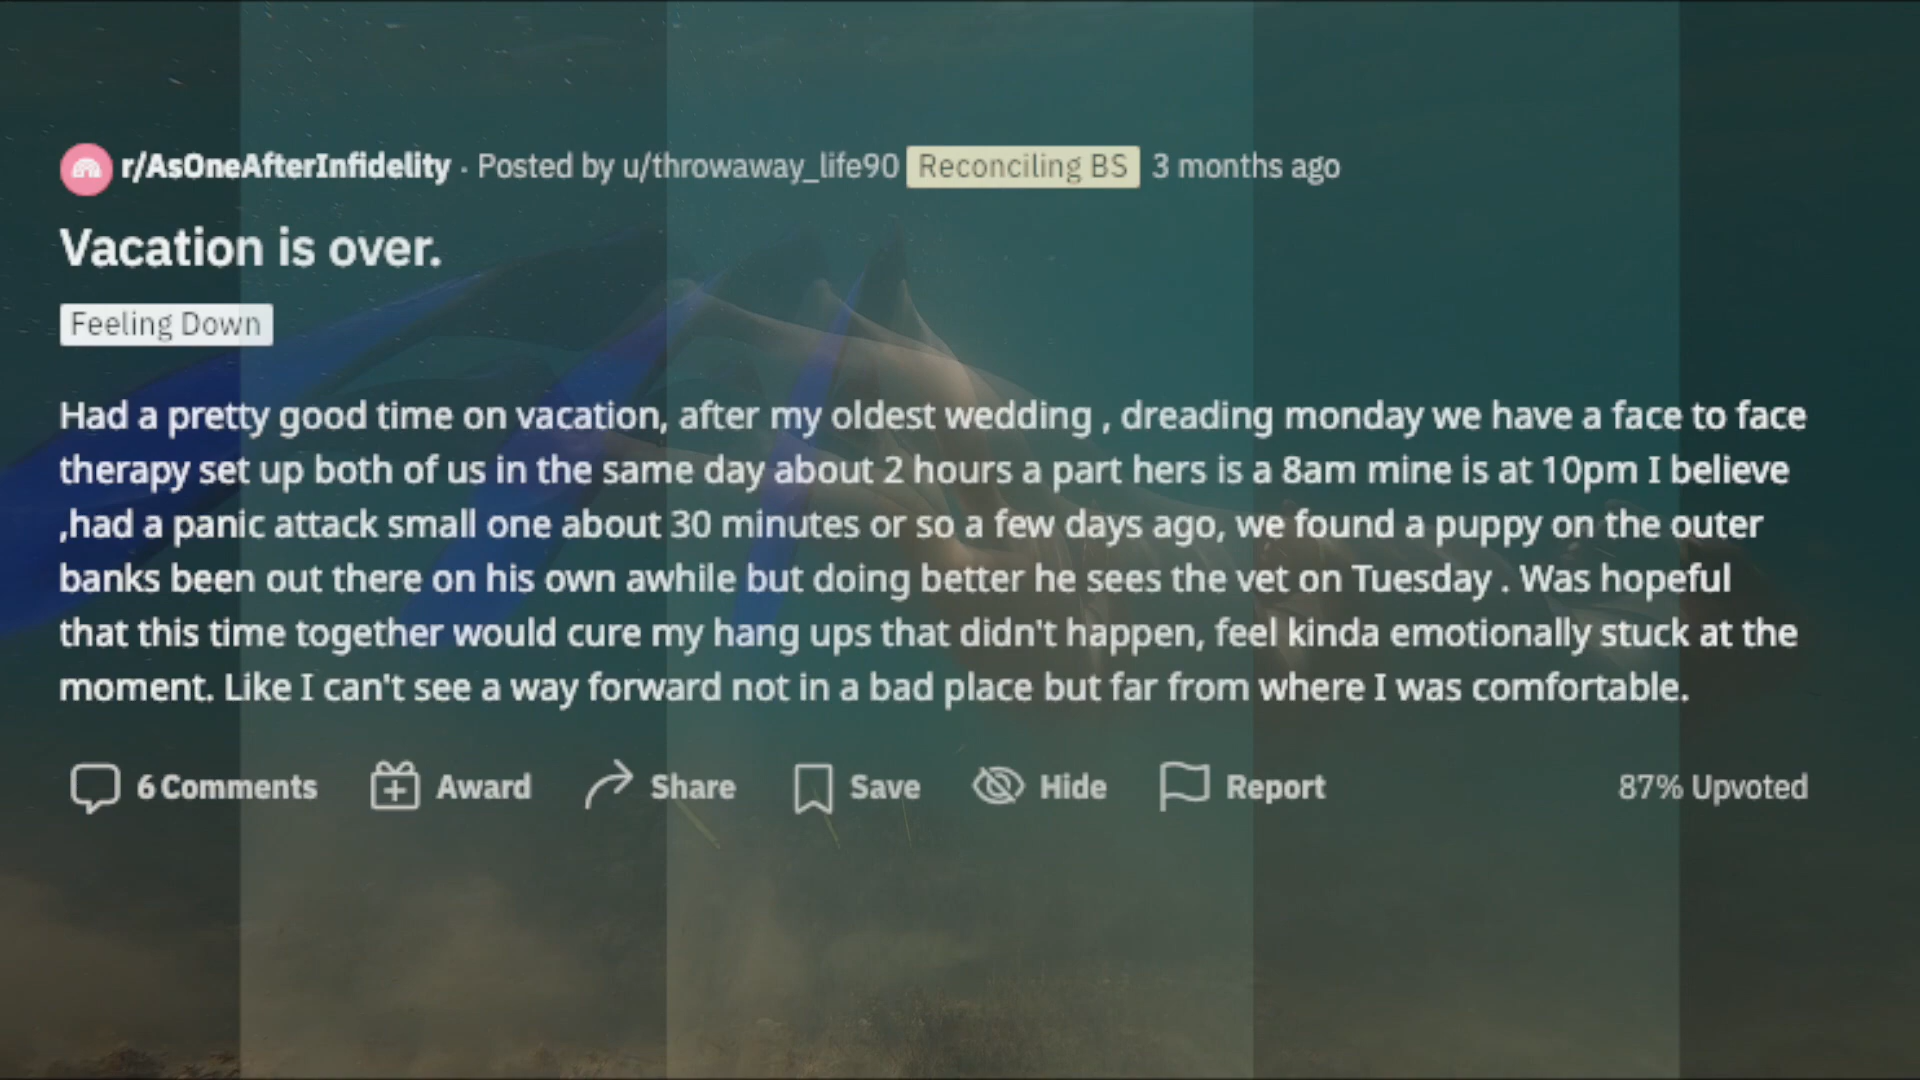 r/AsOneAfterInfidelity · Posted by u/throwaway_life90 Reconciling BS 3 months ago
Vacation is over.
Feeling Down
Had a pretty good time on vacation, after my oldest wedding , dreading monday we have a face to face
therapy set up both of us in the same day about 2 hours a part hers is a 8am mine is at 10pm I believe
,had a panic attack small one about 30 minutes or so a few days ago, we found a puppy on the outer
banks been out there on his own awhile but doing better he sees the vet on Tuesday . Was hopeful
that this time together would cure my hang ups that didn't happen, feel kinda emotionally stuck at the
moment. Like I can't see a way forward not in a bad place but far from where I was comfortable.
6 Comments Award Share Save Hide Report 87% Upvoted